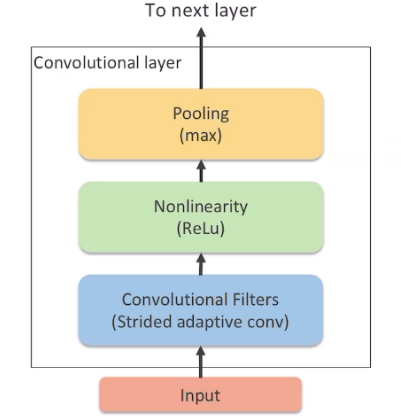 To next layer
Convolutional layer
Pooling
(max)
Nonlinearity
(ReLu)
Convolutional Filters
(Strided adaptive conv)
Input